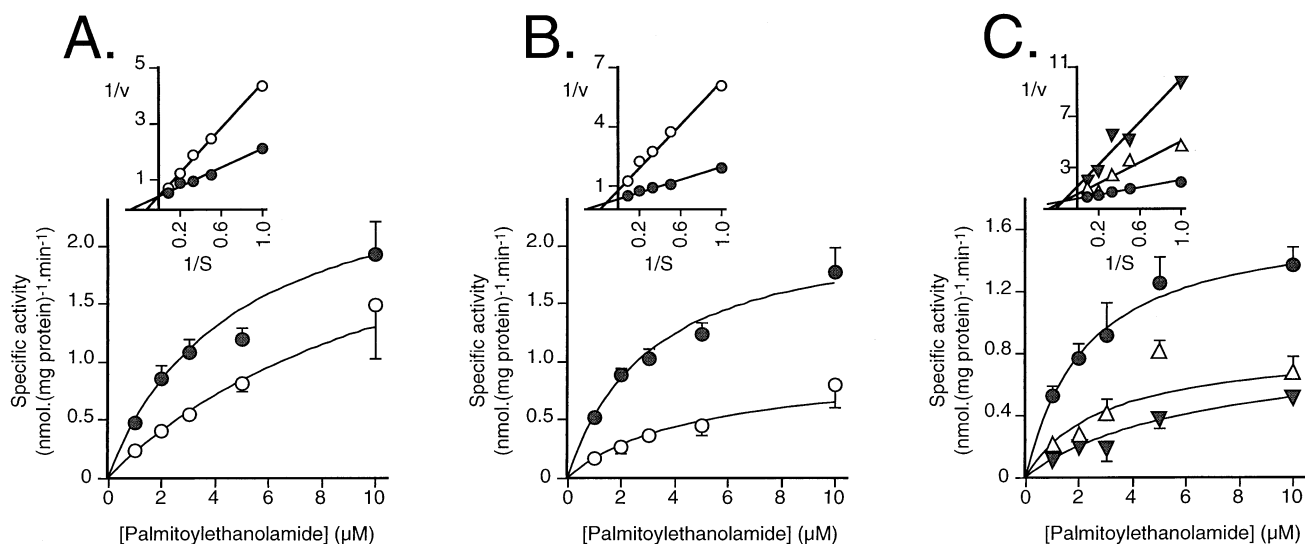 A.
5
3
1
1/v
0.2
0.6
1.0
1/S
2.0
1.5
1.0
0.5
0
0
2
4
6
8
10
Specific activity
(nmol.(mg protein)-1.min-1)
[Palmitoylethanolamide] (µM)
B.
7
4
1
1/v
0.2
0.6
1.0
1/S
2.0
1.5
1.0
0.5
0
0
2
4
6
8
10
Specific activity
(nmol.(mg protein)-1.min-1)
[Palmitoylethanolamide] (µM)
C.
11
7
3
1/v
0.2
0.6
1.0
1/S
1.6
1.2
0.8
0.4
0
0
2
4
6
8
10
Specific activity
(nmol.(mg protein)-1.min-1)
[Palmitoylethanolamide] (µM)